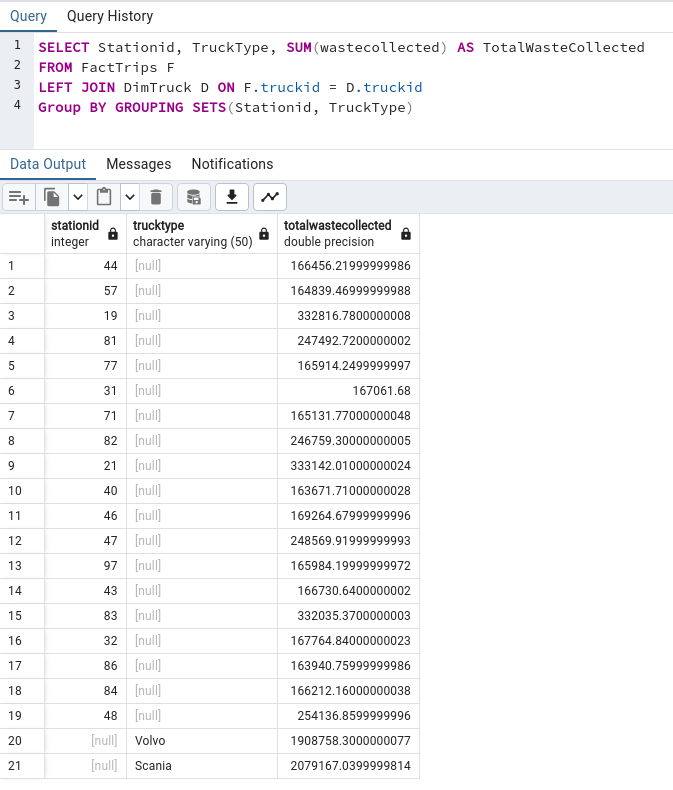 Query Query History
1 SELECT Stationid, TruckType, SUM(wastecollected) AS TotalWasteCollected
2 FROM FactTrips F
3 LEFT JOIN DimTruck D ON F.truckid = D.truckid
4 Group BY GROUPING SETS(Stationid, TruckType)
Data Output Messages Notifications
stationid trucktype totalwastecollected
integer character varying (50) double precision
1 44 [null] 166456.21999999986
2 57 [null] 164839.46999999988
3 19 [null] 332816.7800000008
4 81 [null] 247492.7200000002
5 77 [null] 165914.2499999997
6 31 [null] 167061.68
7 71 [null] 165131.77000000048
8 82 [null] 246759.30000000005
9 21 [null] 333142.01000000024
10 40 [null] 163671.71000000028
11 46 [null] 169264.67999999996
12 47 [null] 248569.91999999993
13 97 [null] 165984.19999999972
14 43 [null] 166730.6400000002
15 83 [null] 332035.3700000003
16 32 [null] 167764.84000000023
17 86 [null] 163940.75999999986
18 84 [null] 166212.16000000038
19 48 [null] 254136.8599999996
20 [null] Volvo 1908758.3000000077
21 [null] Scania 2079167.0399999814